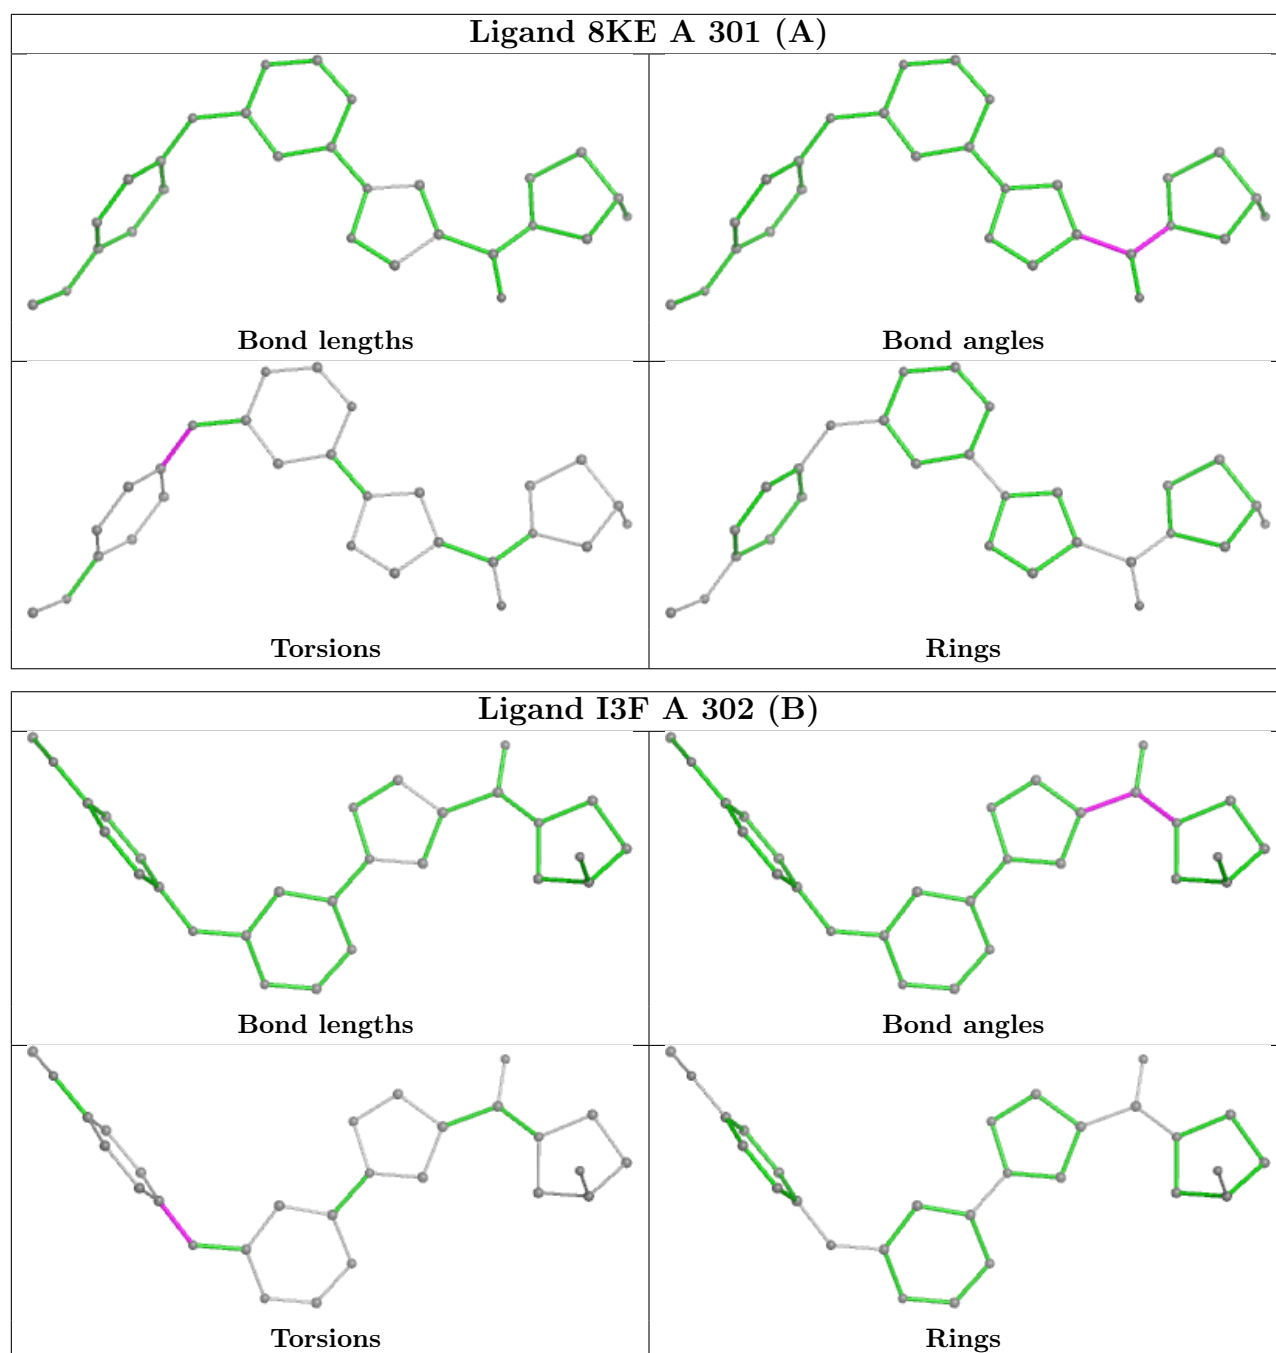 Ligand 8KE A 301 (A)
Bond lengths
Bond angles
Torsions
Rings
Ligand I3F A 302 (B)
Bond lengths
Bond angles
Torsions
Rings